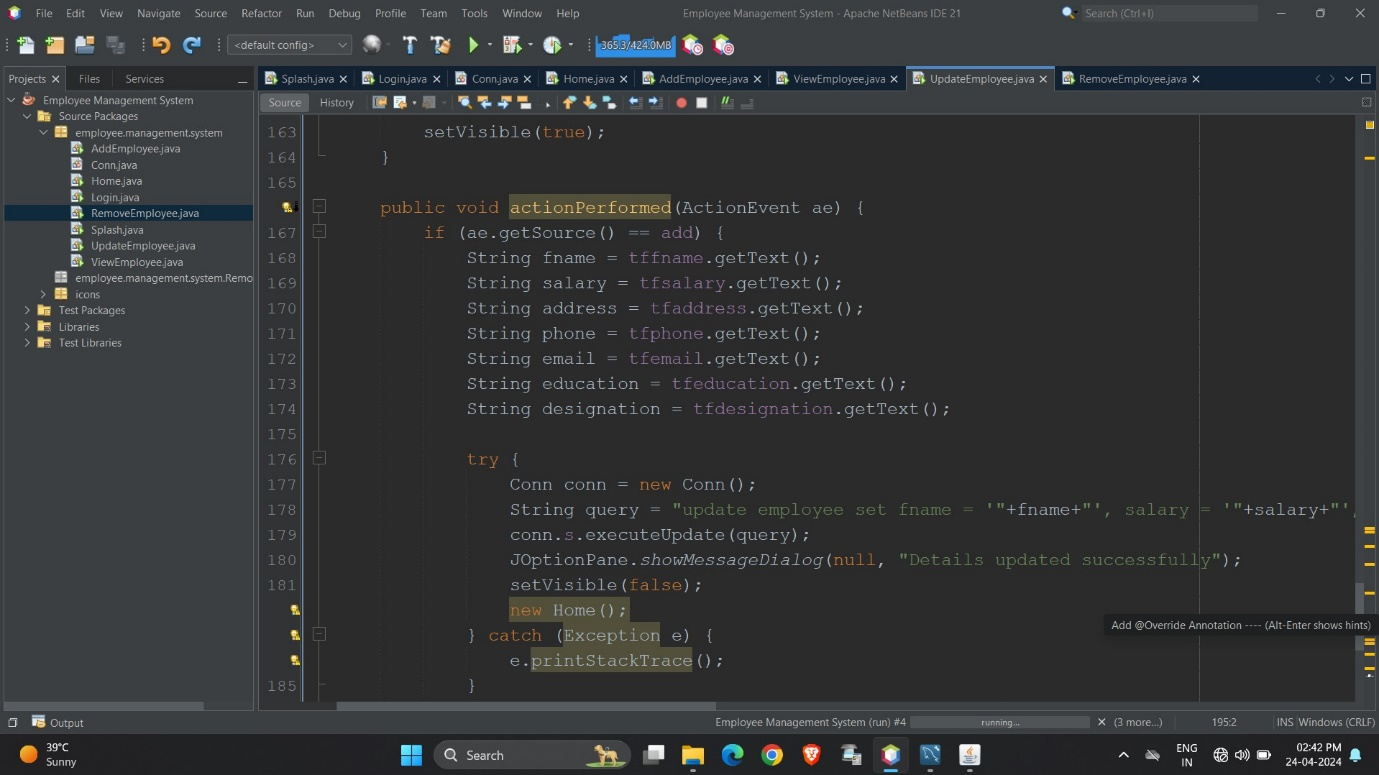 File Edit View Navigate Source Refactor Run Debug Profile Team Tools Window Help
Employee Management System - Apache NetBeans IDE 21
Search (Ctrl+I)
<default config>
365.3/424.0MB
Projects
Files
Services
Splash.java
Login.java
Conn.java
Home.java
AddEmployee.java
ViewEmployee.java
UpdateEmployee.java
RemoveEmployee.java
Employee Management System
Source Packages
employee.management.system
AddEmployee.java
Conn.java
Home.java
Login.java
RemoveEmployee.java
Splash.java
UpdateEmployee.java
ViewEmployee.java
employee.management.system.Remo
icons
Test Packages
Libraries
Test Libraries
Source History
163 setVisible(true);
164 }
165
public void actionPerformed(ActionEvent ae) {
167 if (ae.getSource() == add) {
168 String fname = tffname.getText();
169 String salary = tfsalary.getText();
170 String address = tfaddress.getText();
171 String phone = tfphone.getText();
172 String email = tfemail.getText();
173 String education = tfeducation.getText();
174 String designation = tfdesignation.getText();
175
176 try {
177 Conn conn = new Conn();
178 String query = "update employee set fname = '"+fname+"', salary = '"+salary+"',
179 conn.s.executeUpdate(query);
180 JOptionPane.showMessageDialog(null, "Details updated successfully");
181 setVisible(false);
new Home();
} catch (Exception e) {
e.printStackTrace();
185 }
Add @Override Annotation ---- (Alt-Enter shows hints)
Output
Employee Management System (run) #4
running...
(3 more...)
195:2
INS
Windows (CRLF)
39°C
Sunny
Search
ENG
IN
02:42 PM
24-04-2024